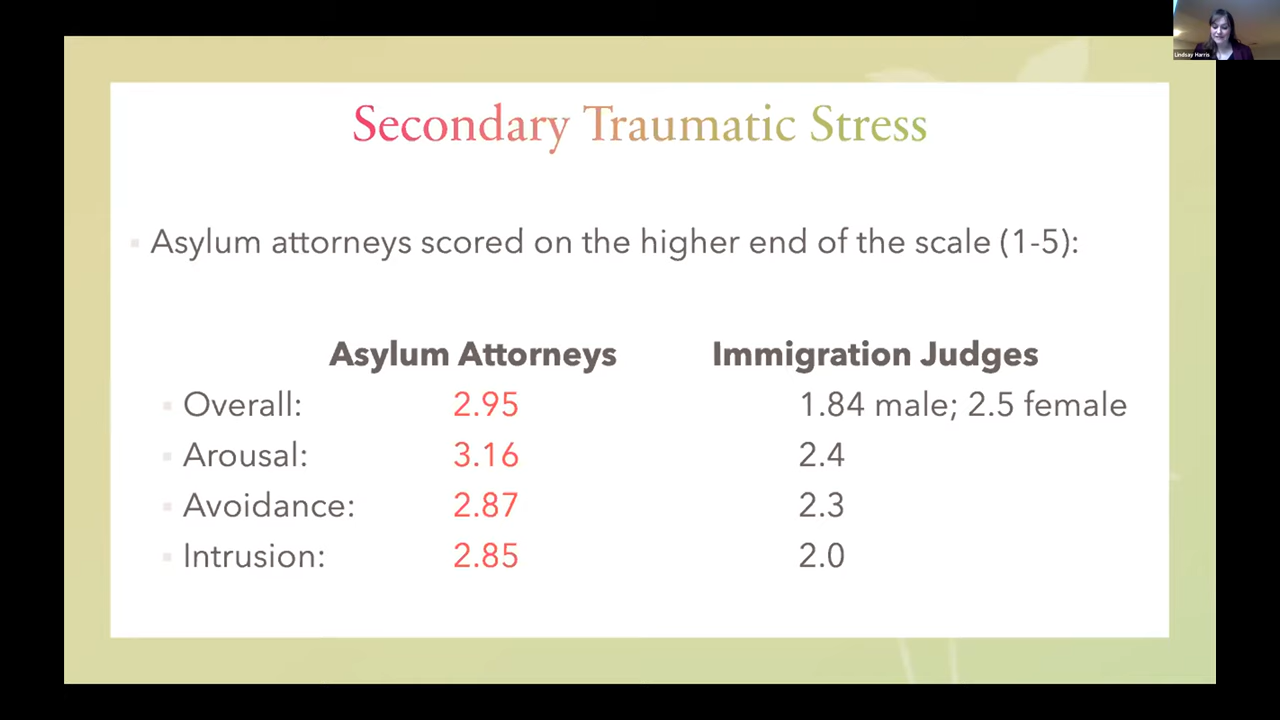 Lindsay Harris
Secondary Traumatic Stress
Asylum attorneys scored on the higher end of the scale (1-5):
Asylum Attorneys Immigration Judges
Overall: 2.95 1.84 male; 2.5 female
Arousal: 3.16 2.4
Avoidance: 2.87 2.3
Intrusion: 2.85 2.0